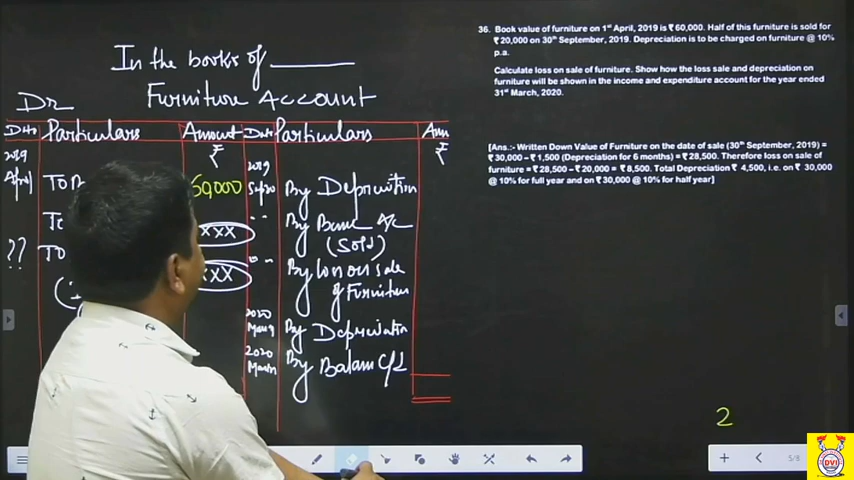 In the books of
Dr
Furniture Account
Date Particulars Amount Date Particulars Am
₹ ₹
2019 2019
April 60,000 Sep 30 By Depreciation
xxx " " By Bank A/c
(Sold)
?? To xxx " " By loss on sale
of Furniture
2020
By Depreciation
2020
March By Balance C/d
36. Book value of furniture on 1st April, 2019 is ₹ 60,000. Half of this furniture is sold for
₹ 20,000 on 30th September, 2019. Depreciation is to be charged on furniture @ 10%
p.a.
Calculate loss on sale of furniture. Show how the loss sale and depreciation on
furniture will be shown in the income and expenditure account for the year ended
31st March, 2020.
[Ans.:- Written Down Value of Furniture on the date of sale (30th September, 2019) =
₹ 30,000 – ₹ 1,500 (Depreciation for 6 months) = ₹ 28,500. Therefore loss on sale of
furniture = ₹ 28,500 – ₹ 20,000 = ₹ 8,500. Total Depreciation ₹ 4,500, i.e. on ₹ 30,000
@ 10% for full year and on ₹ 30,000 @ 10% for half year]
2
5/8
DVI